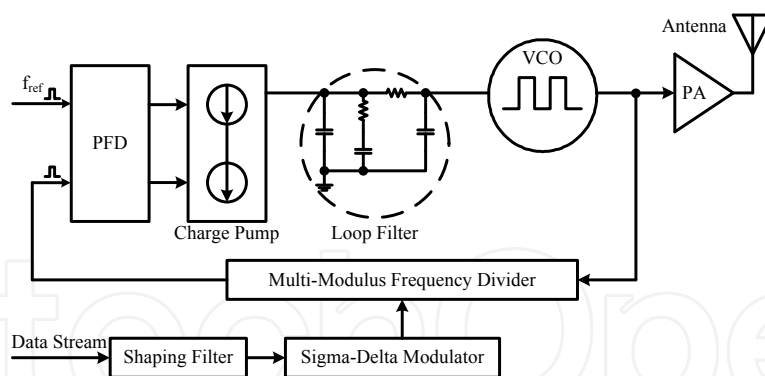 Antenna
VCO
f_ref
PFD
PA
Charge Pump
Loop Filter
Multi-Modulus Frequency Divider
Data Stream
Shaping Filter
Sigma-Delta Modulator